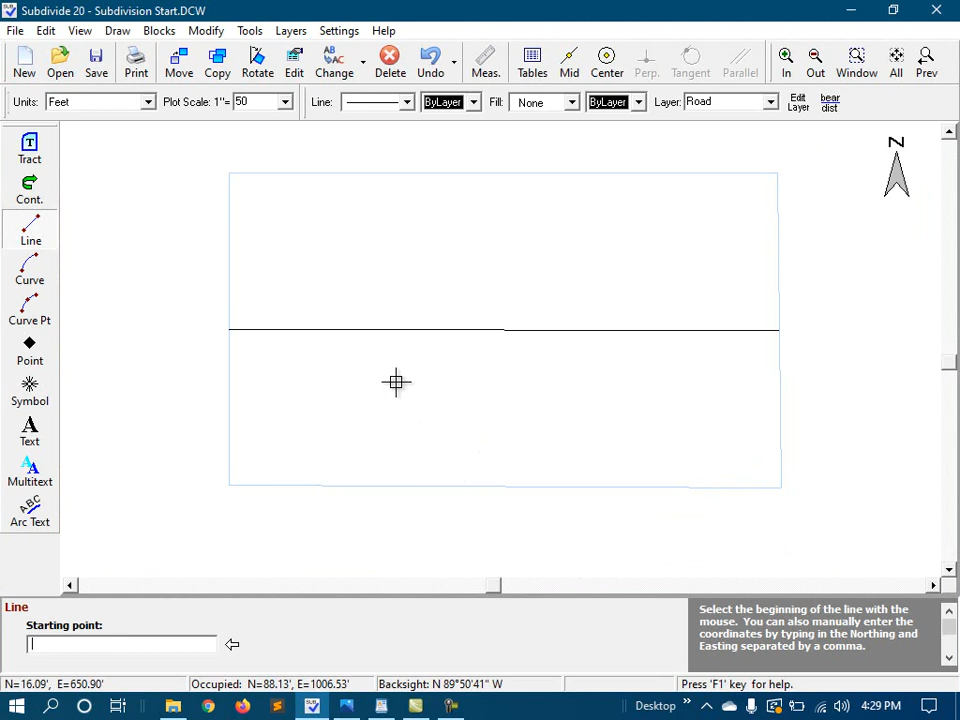 Subdivide 20 - Subdivision Start.DCW
File Edit View Draw Blocks Modify Tools Layers Settings Help
New Open Save Print Move Copy Rotate Edit Change Delete Undo Meas. Tables Mid Center Perp. Tangent Parallel In Out Window All Prev
Units: Feet Plot Scale: 1"= 50 Line: ByLayer Fill: None ByLayer Layer: Road Edit Layer bear dist
Tract
Cont.
Line
Curve
Curve Pt
Point
Symbol
Text
Multitext
Arc Text
N
Line
Starting point:
Select the beginning of the line with the
mouse. You can also manually enter the
coordinates by typing in the Northing and
Easting separated by a comma.
N=16.09', E=650.90' Occupied: N=88.13', E=1006.53' Backsight: N 89°50'41" W Press 'F1' key for help.
Desktop 4:29 PM